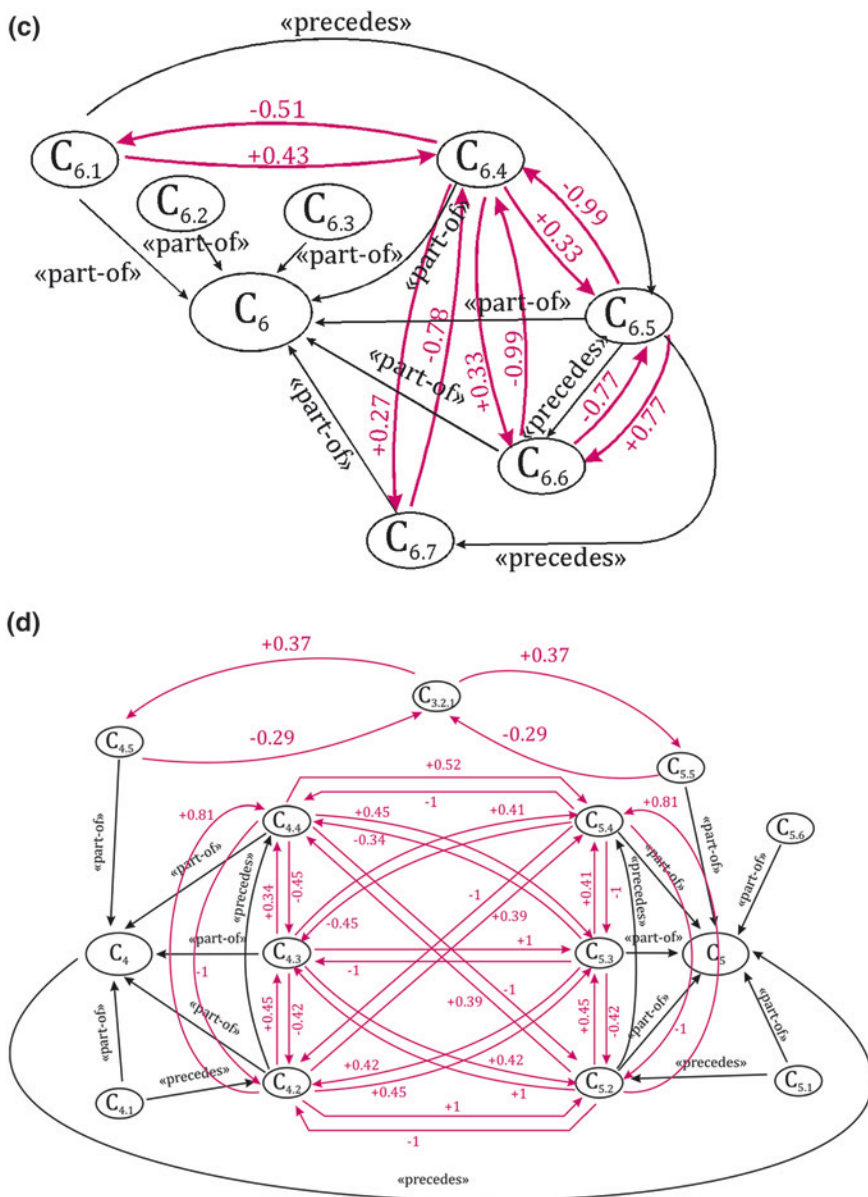 (c)
«precedes»
-0.51
+0.43
C6.1
C6.4
C6.2
C6.3
-0.99
+0.33
«part-of»
«part-of»
«part-of»
«part-of»
«part-of»
C6
C6.5
-0.78
+0.33
-0.99
«part-of»
«precedes»
-0.77
+0.77
«part-of»
+0.27
C6.6
C6.7
«precedes»
(d)
+0.37
+0.37
C3.2.1
C4.5
-0.29
-0.29
C5.5
+0.52
+0.81
-1
+0.81
C4.4
+0.45
+0.41
C5.4
C5.6
-0.34
«part-of»
«part-of»
«precedes»
+0.34
-0.45
-0.45
-1
+0.39
+0.41
-1
«precedes»
«part-of»
«part-of»
«part-of»
C4
«part-of»
C4.3
+1
-1
C5.3
«part-of»
C5
-1
+0.45
-0.42
+0.39
-1
+0.45
-0.42
«part-of»
-1
«part-of»
«part-of»
«part-of»
+0.42
+0.42
C4.1
«precedes»
C4.2
+0.45
+1
C5.2
«precedes»
C5.1
+1
-1
«precedes»